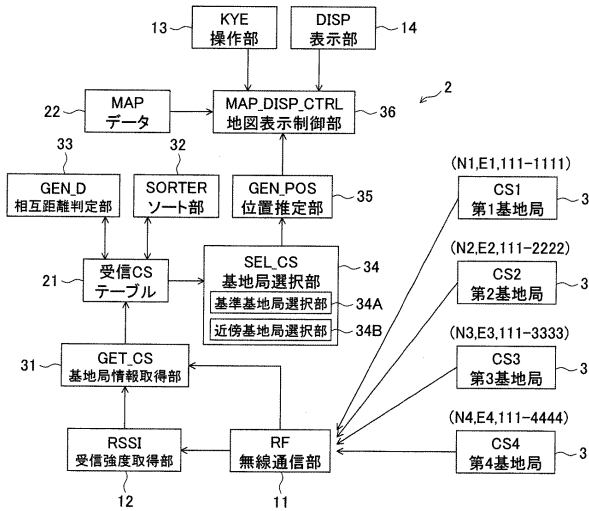 KYE
操作部
13
DISP
表示部
14
2
MAP
データ
22
MAP_DISP_CTRL
地図表示制御部
36
33
GEN_D
相互距離判定部
32
SORTER
ソート部
GEN_POS
位置推定部
35
(N1,E1,111-1111)
CS1
第1基地局
3
受信CS
テーブル
21
SEL_CS
基地局選択部
34
基準基地局選択部
34A
近傍基地局選択部
34B
(N2,E2,111-2222)
CS2
第2基地局
3
GET_CS
基地局情報取得部
31
(N3,E3,111-3333)
CS3
第3基地局
3
RSSI
受信強度取得部
12
RF
無線通信部
11
(N4,E4,111-4444)
CS4
第4基地局
3